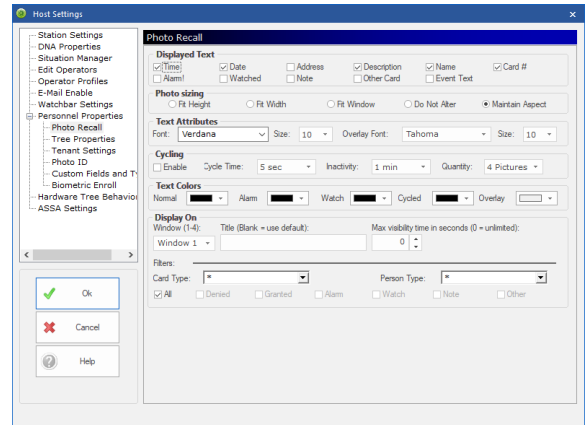 Host Settings
Station Settings
DNA Properties
Situation Manager
Edit Operators
Operator Profiles
E-Mail Enable
Watchbar Settings
Personnel Properties
Photo Recall
Tree Properties
Tenant Settings
Photo ID
Custom Fields and T
Biometric Enroll
Hardware Tree Behavio
ASSA Settings
Ok
Cancel
Help
Photo Recall
Displayed Text
Time Date Address Description Name Card #
Alarm! Watched Note Other Card Event Text
Photo sizing
Fit Height Fit Width Fit Window Do Not Alter Maintain Aspect
Text Attributes
Font: Verdana Size: 10 Overlay Font: Tahoma Size: 10
Cycling
Enable Cycle Time: 5 sec Inactivity: 1 min Quantity: 4 Pictures
Text Colors
Normal Alarm Watch Cycled Overlay
Display On
Window (1-4): Title (Blank = use default): Max visibility time in seconds (0 = unlimited):
Window 1 0
Filters:
Card Type: * Person Type: *
All Denied Granted Alarm Watch Note Other